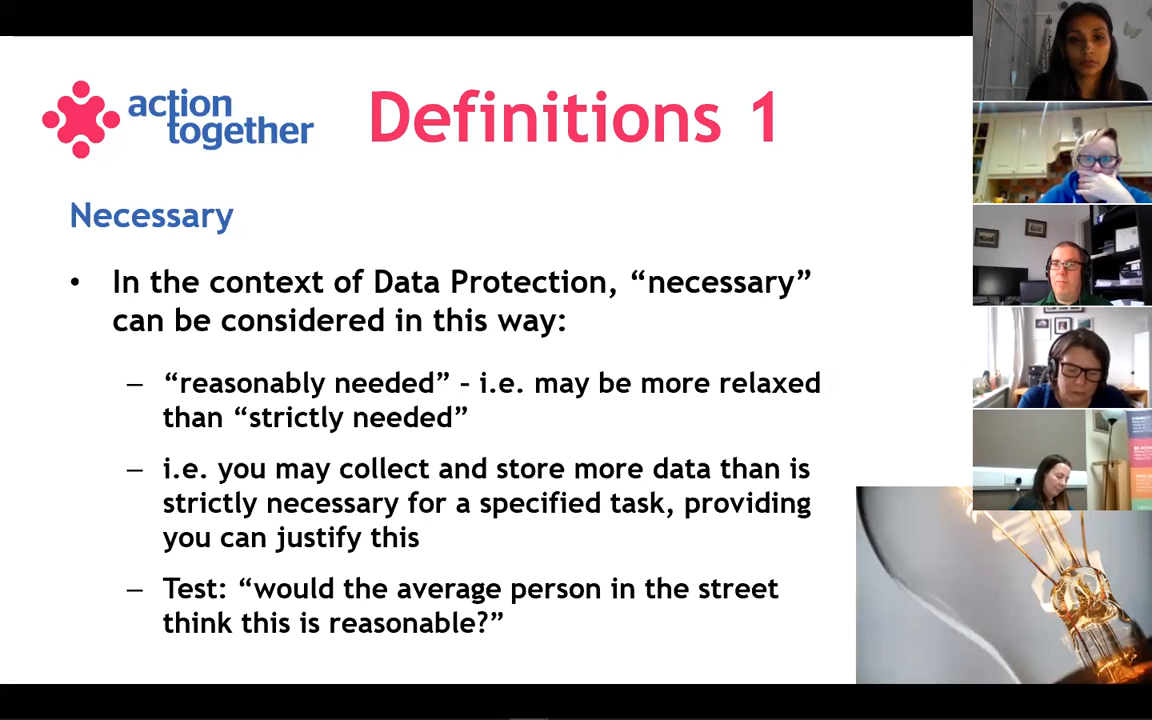 action
together
Definitions 1
Necessary
• In the context of Data Protection, “necessary”
can be considered in this way:
– “reasonably needed” – i.e. may be more relaxed
than “strictly needed”
– i.e. you may collect and store more data than is
strictly necessary for a specified task, providing
you can justify this
– Test: “would the average person in the street
think this is reasonable?”